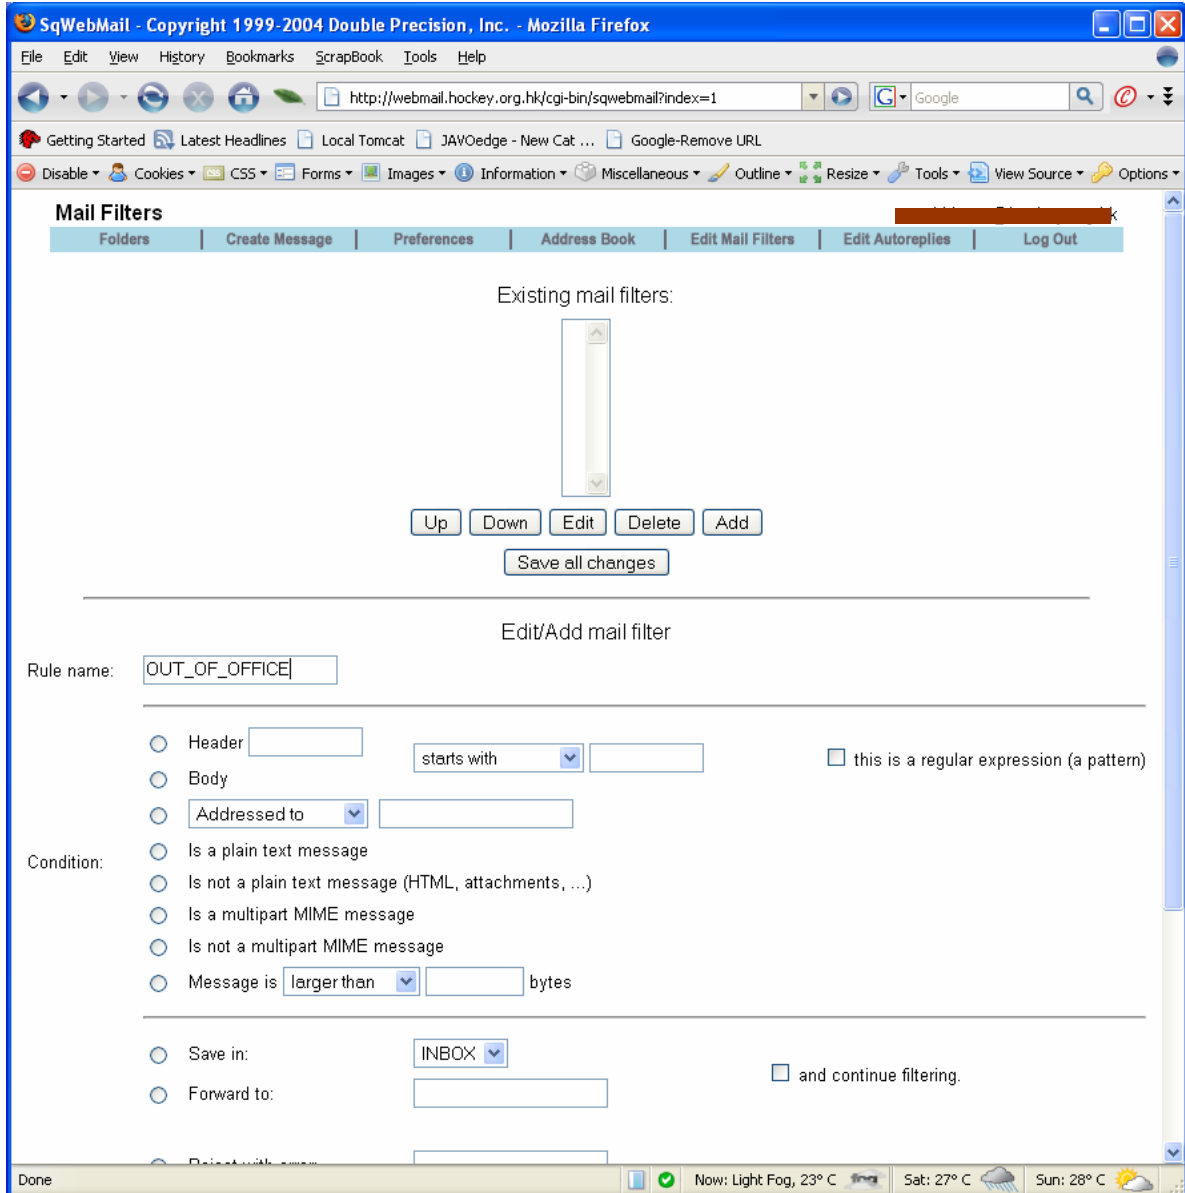 SqWebMail - Copyright 1999-2004 Double Precision, Inc. - Mozilla Firefox
File Edit View History Bookmarks ScrapBook Tools Help
http://webmail.hockey.org.hk/cgi-bin/sqwebmail?index=1 G Google
Getting Started Latest Headlines Local Tomcat JAVOedge - New Cat ... Google-Remove URL
Disable Cookies CSS Forms Images Information Miscellaneous Outline Resize Tools View Source Options
Mail Filters k
Folders | Create Message | Preferences | Address Book | Edit Mail Filters | Edit Autoreplies | Log Out
Existing mail filters:
Up Down Edit Delete Add
Save all changes
Edit/Add mail filter
Rule name: OUT_OF_OFFICE
Header starts with this is a regular expression (a pattern)
Body
Addressed to
Condition: Is a plain text message
Is not a plain text message (HTML, attachments, ...)
Is a multipart MIME message
Is not a multipart MIME message
Message is larger than bytes
Save in: INBOX and continue filtering.
Forward to:
Reject with error:
Done Now: Light Fog, 23° C Sat: 27° C Sun: 28° C